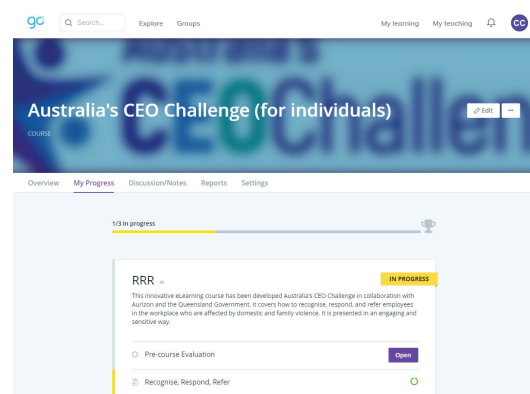 go
Search...
Explore
Groups
My learning
My teaching
CC
Australia's
CEOChallen
Australia's CEO Challenge (for individuals)
Edit
COURSE
Overview
My Progress
Discussion/Notes
Reports
Settings
1/3 in progress
RRR
IN PROGRESS
This Innovative eLearning course has been developed Australia's CEO Challenge in collaboration with
Aurizon and the Queensland Government. It covers how to recognise, respond, and refer employees
in the workplace who are affected by domestic and family violence. It is presented in an engaging and
sensitive way.
Pre-course Evaluation
Open
Recognise, Respond, Refer